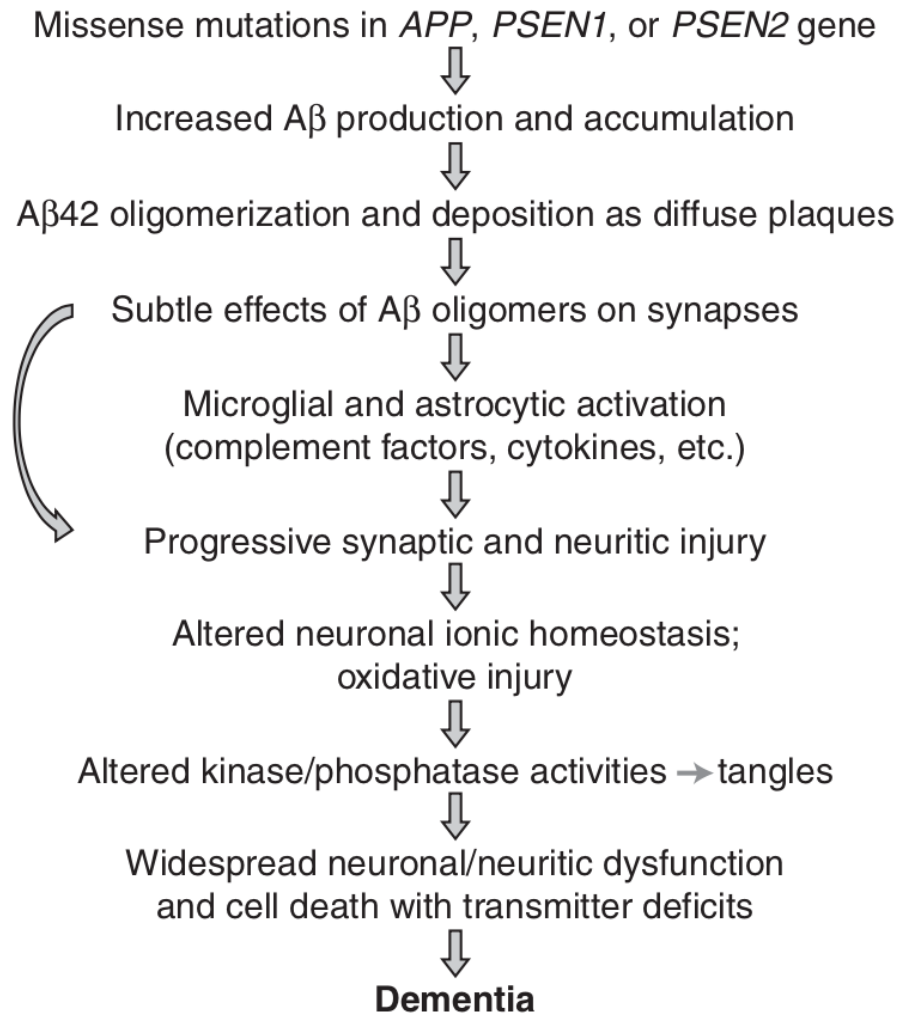 Missense mutations in APP, PSEN1, or PSEN2 gene
Increased Aβ production and accumulation
Aβ42 oligomerization and deposition as diffuse plaques
Subtle effects of Aβ oligomers on synapses
Microglial and astrocytic activation
(complement factors, cytokines, etc.)
Progressive synaptic and neuritic injury
Altered neuronal ionic homeostasis;
oxidative injury
Altered kinase/phosphatase activities → tangles
Widespread neuronal/neuritic dysfunction
and cell death with transmitter deficits
Dementia